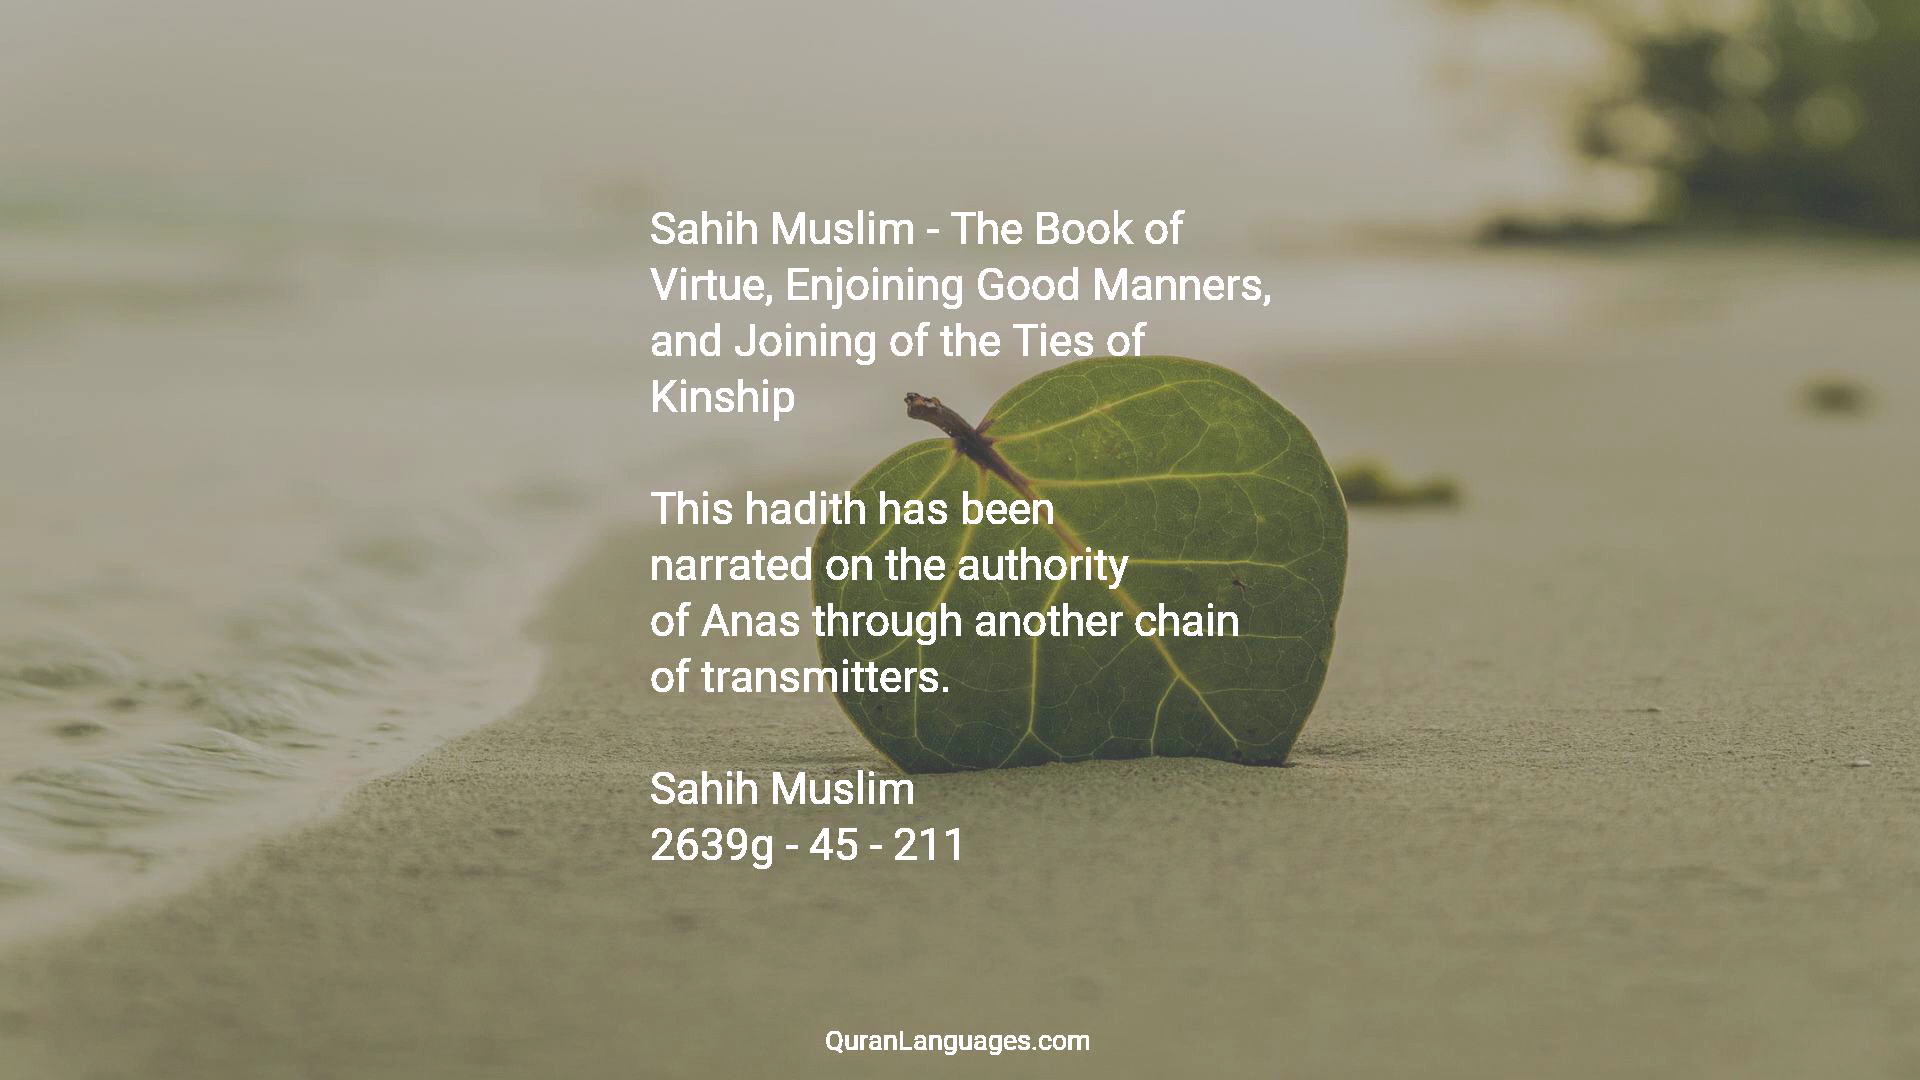 Sahih Muslim - The Book of
Virtue, Enjoining Good Manners,
and Joining of the Ties of
Kinship
This hadith has been
narrated on the authority
of Anas through another chain
of transmitters.
Sahih Muslim
2639g - 45 - 211
QuranLanguages.com